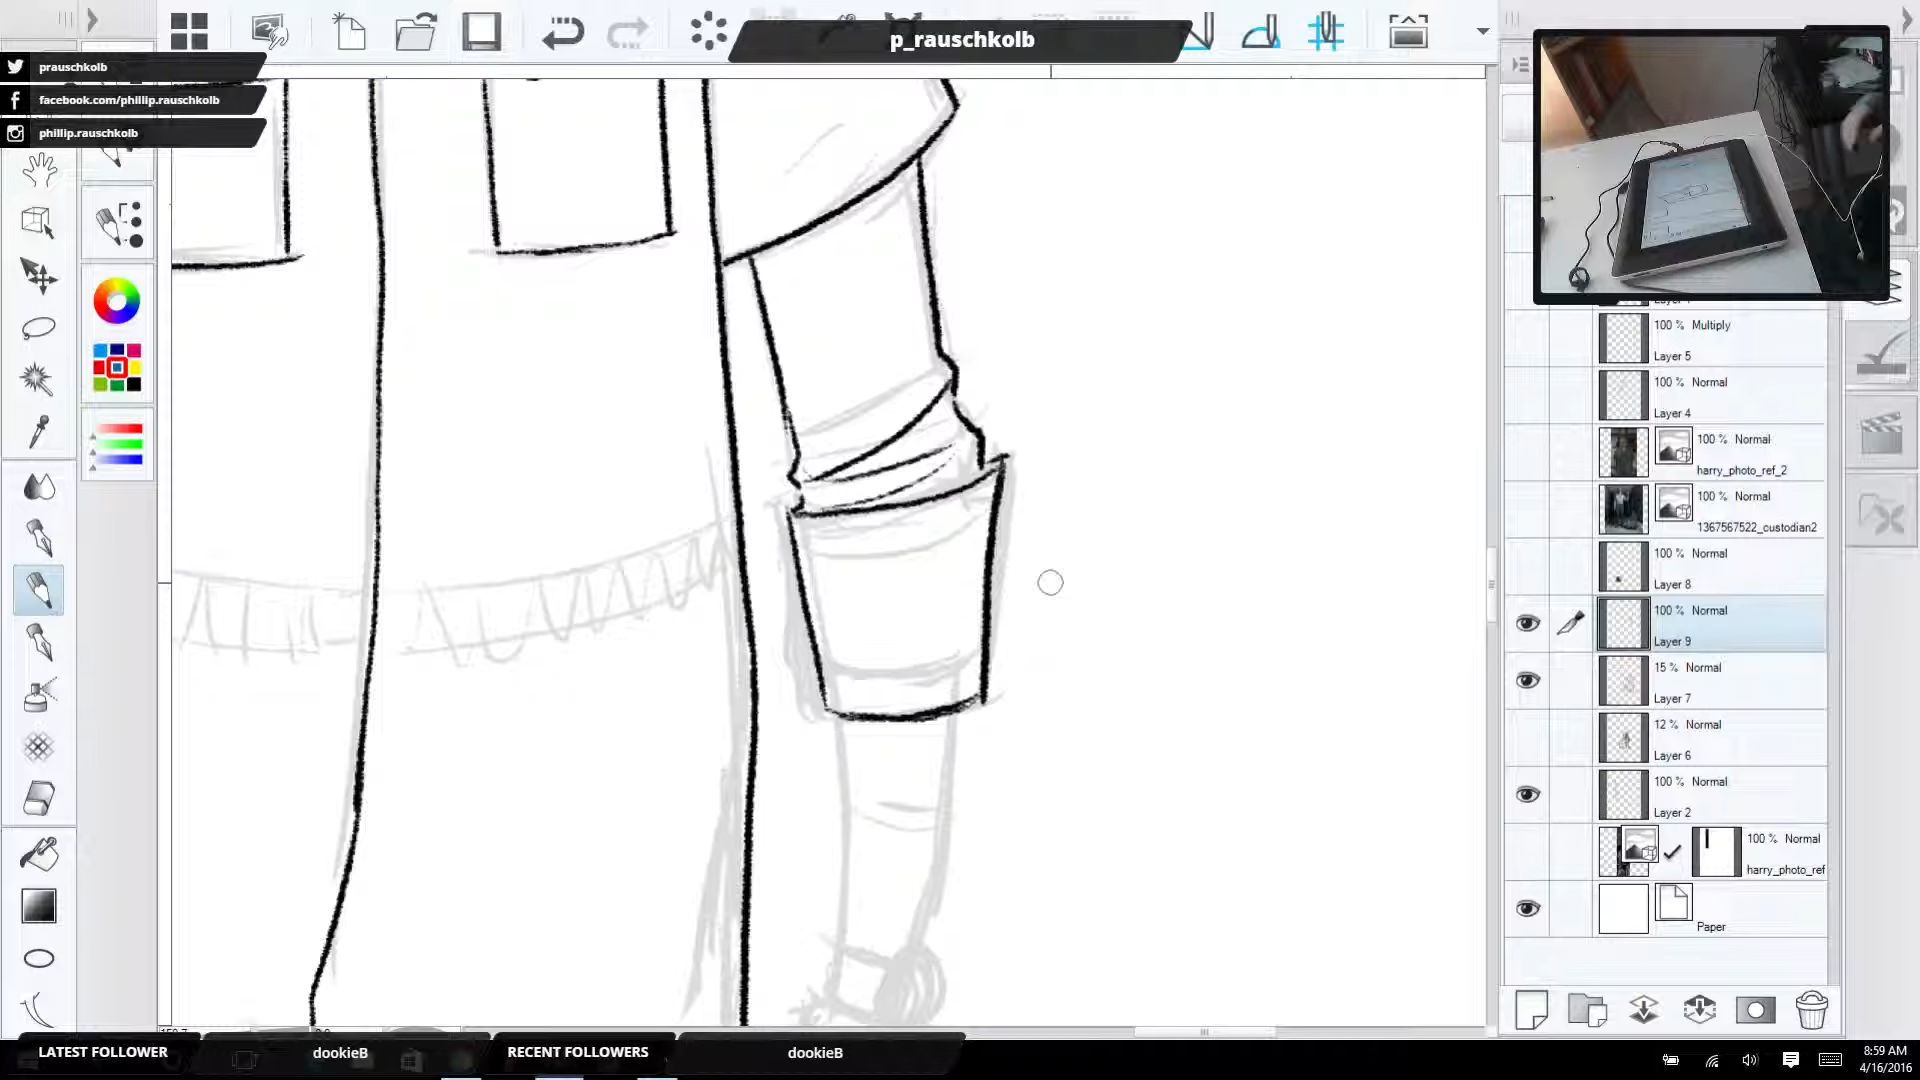 p_rauschkolb
prauschkolb
facebook.com/phillip.rauschkolb
phillip.rauschkolb
100 % Multiply
Layer 5
100 % Normal
Layer 4
100 % Normal
harry_photo_ref_2
100 % Normal
1367567522_custodian2
100 % Normal
Layer 8
100 % Normal
Layer 9
15 % Normal
Layer 7
12 % Normal
Layer 6
100 % Normal
Layer 2
100 % Normal
harry_photo_ref
Paper
LATEST FOLLOWER
dookieB
RECENT FOLLOWERS
dookieB
8:59 AM
4/16/2016